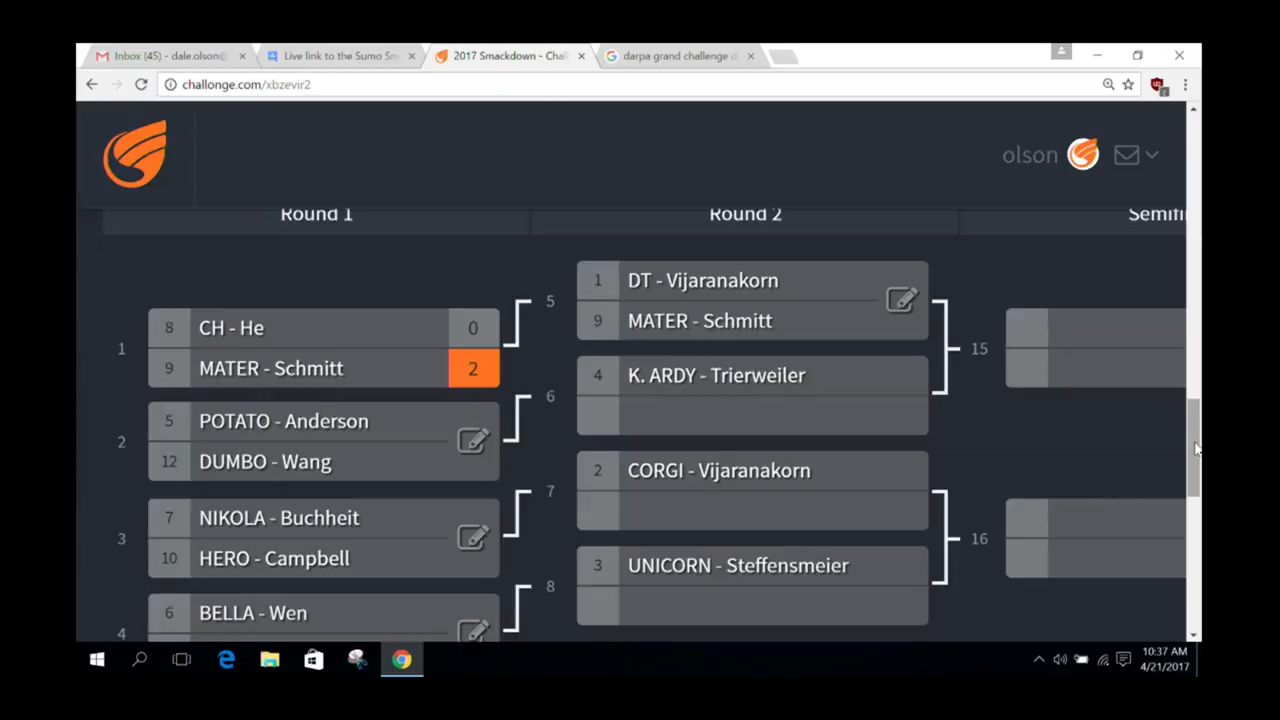 Inbox (45) - dale.olson@
Live link to the Sumo Sm
2017 Smackdown - Chal
darpa grand challenge d
challonge.com/xbzevir2
olson
Round 1
Round 2
Semifi
1
8 CH - He 0
9 MATER - Schmitt 2
2
5 POTATO - Anderson
12 DUMBO - Wang
3
7 NIKOLA - Buchheit
10 HERO - Campbell
4
6 BELLA - Wen
5
1 DT - Vijaranakorn
9 MATER - Schmitt
6
4 K. ARDY - Trierweiler
7
2 CORGI - Vijaranakorn
8
3 UNICORN - Steffensmeier
15
16
10:37 AM
4/21/2017